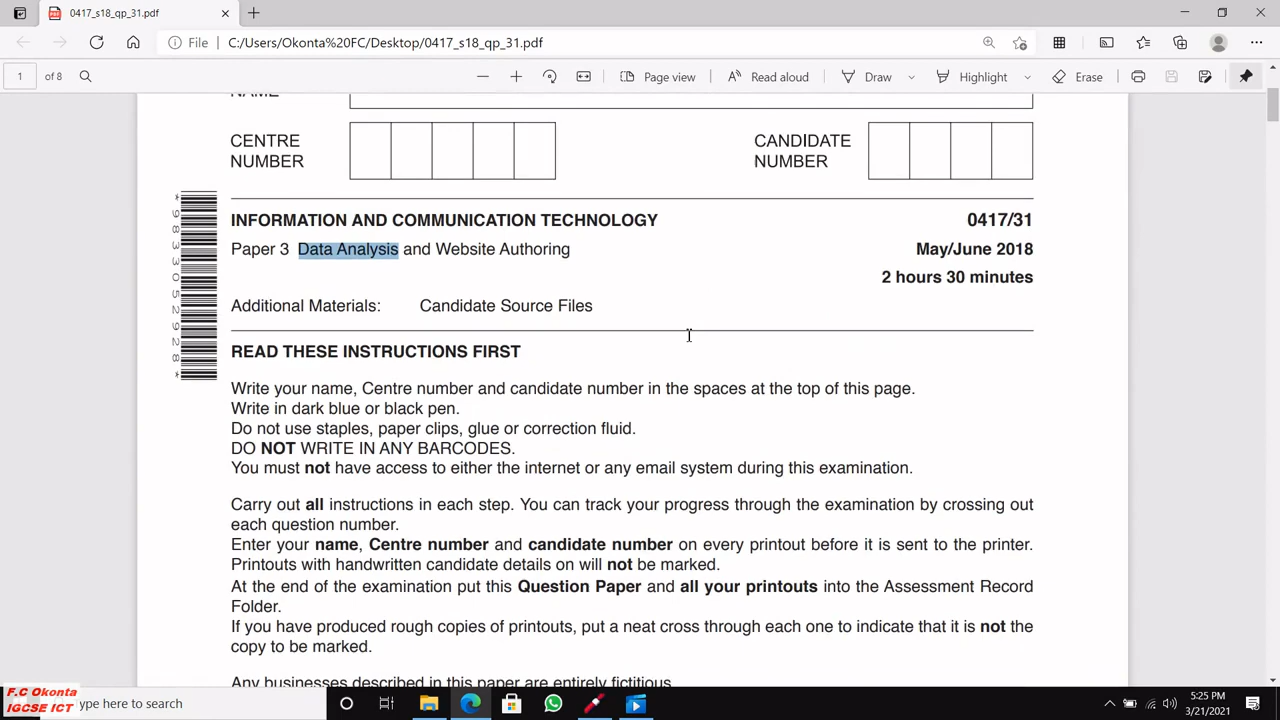 0417_s18_qp_31.pdf
File C:/Users/Okonta%20FC/Desktop/0417_s18_qp_31.pdf
1 of 8 Page view Read aloud Draw Highlight Erase
NAME
CENTRE
NUMBER
CANDIDATE
NUMBER
*9833052928*
INFORMATION AND COMMUNICATION TECHNOLOGY 0417/31
Paper 3 Data Analysis and Website Authoring May/June 2018
2 hours 30 minutes
Additional Materials: Candidate Source Files
READ THESE INSTRUCTIONS FIRST
Write your name, Centre number and candidate number in the spaces at the top of this page.
Write in dark blue or black pen.
Do not use staples, paper clips, glue or correction fluid.
DO NOT WRITE IN ANY BARCODES.
You must not have access to either the internet or any email system during this examination.
Carry out all instructions in each step. You can track your progress through the examination by crossing out
each question number.
Enter your name, Centre number and candidate number on every printout before it is sent to the printer.
Printouts with handwritten candidate details on will not be marked.
At the end of the examination put this Question Paper and all your printouts into the Assessment Record
Folder.
If you have produced rough copies of printouts, put a neat cross through each one to indicate that it is not the
copy to be marked.
Any businesses described in this paper are entirely fictitious.
F.C Okonta
IGCSE ICT
ype here to search
5:25 PM
3/21/2021